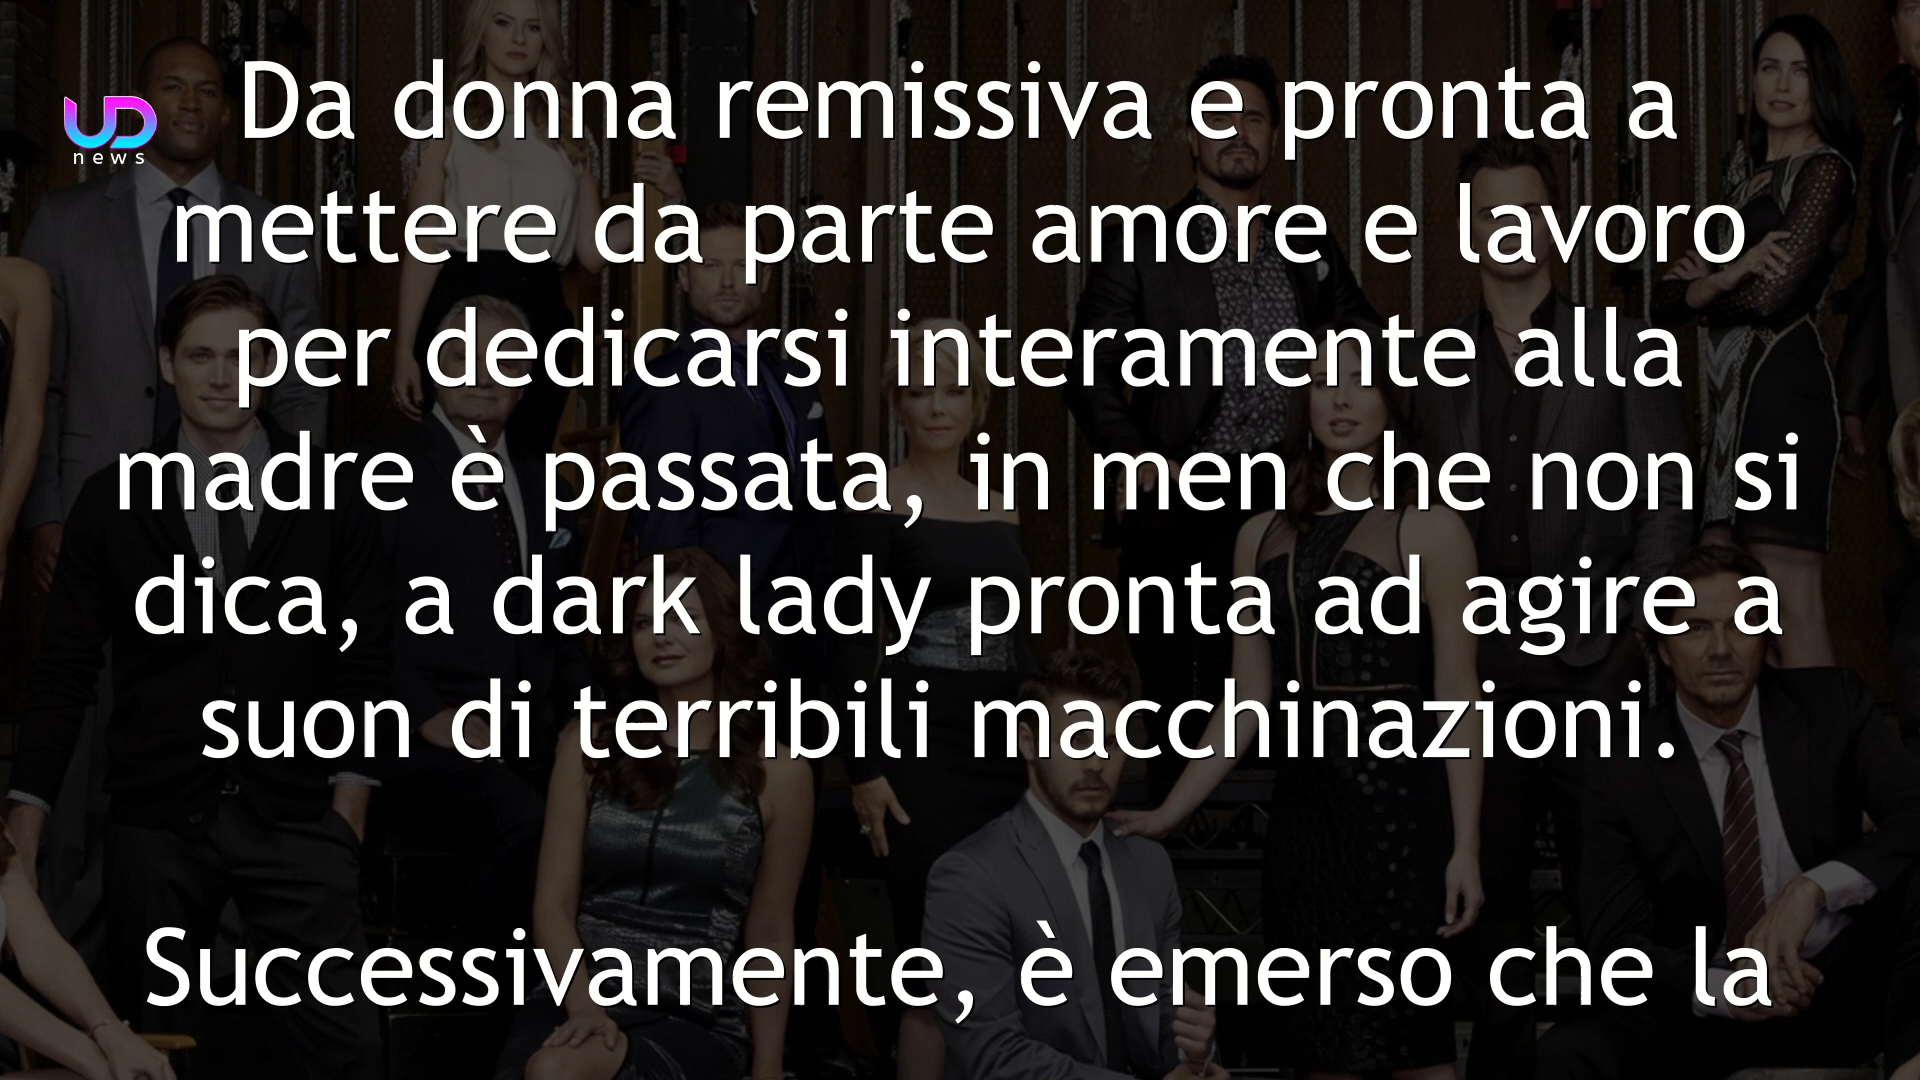 UD
news
Da donna remissiva e pronta a
mettere da parte amore e lavoro
per dedicarsi interamente alla
madre è passata, in men che non si
dica, a dark lady pronta ad agire a
suon di terribili macchinazioni.
Successivamente, è emerso che la